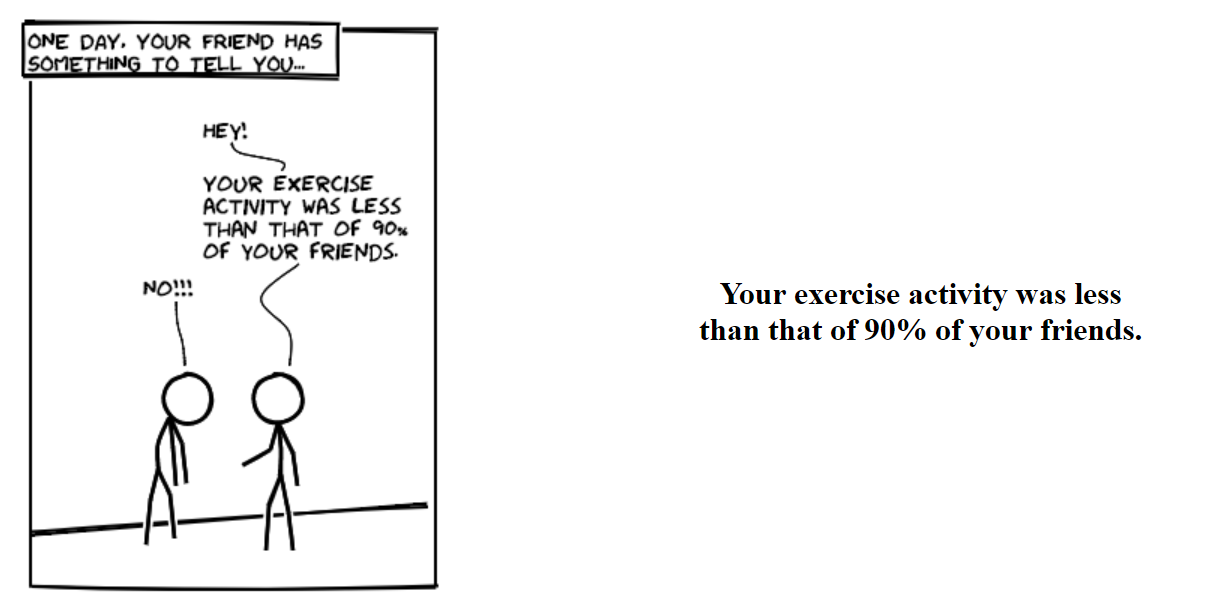 ONE DAY, YOUR FRIEND HAS
SOMETHING TO TELL YOU...
HEY!
YOUR EXERCISE
ACTIVITY WAS LESS
THAN THAT OF 90%
OF YOUR FRIENDS.
NO!!!
Your exercise activity was less
than that of 90% of your friends.